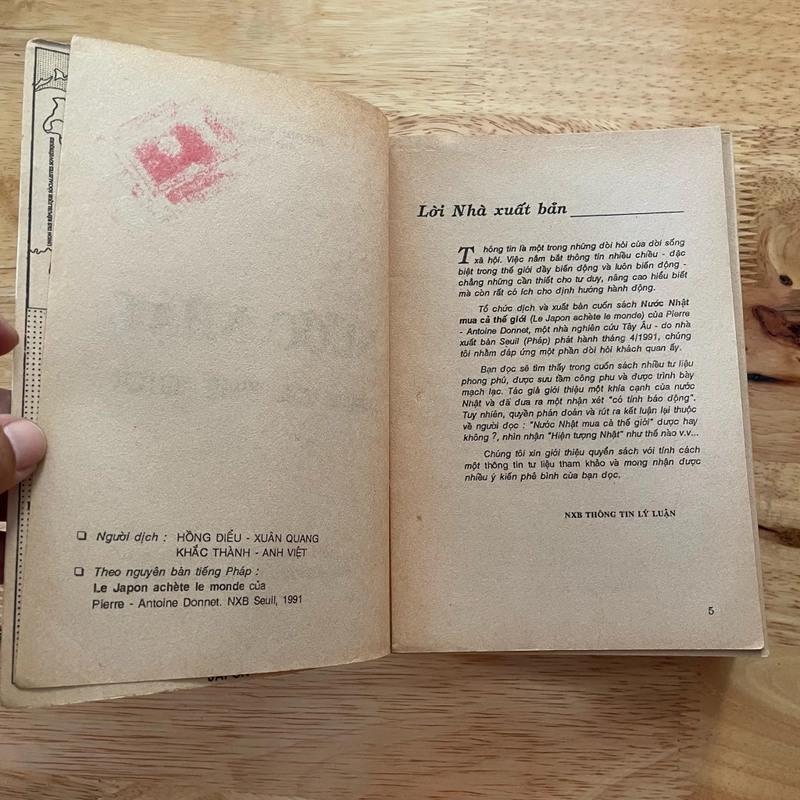 ❑ Người dịch : HỒNG DIỂU - XUÂN QUANG
KHẮC THÀNH - ANH VIỆT
❑ Theo nguyên bản tiếng Pháp :
Le Japon achète le monde của
Pierre - Antoine Donnet. NXB Seuil, 1991
Lời Nhà xuất bản
Thông tin là một trong những đòi hỏi của đời sống
xã hội. Việc nắm bắt thông tin nhiều chiều - đặc
biệt trong thế giới đầy biến động và luôn biến động -
chẳng những cần thiết cho tư duy, nâng cao hiểu biết
mà còn rất có ích cho định hướng hành động.
Tổ chức dịch và xuất bản cuốn sách Nước Nhật
mua cả thế giới (Le Japon achète le monde) của Pierre
- Antoine Donnet, một nhà nghiên cứu Tây Âu - do nhà
xuất bản Seuil (Pháp) phát hành tháng 4/1991, chúng
tôi nhằm đáp ứng một phần đòi hỏi khách quan ấy.
Bạn đọc sẽ tìm thấy trong cuốn sách nhiều tư liệu
phong phú, được sưu tầm công phu và được trình bày
mạch lạc. Tác giả giới thiệu một khía cạnh của nước
Nhật và đã đưa ra một nhận xét "có tính báo động".
Tuy nhiên, quyền phán đoán và rút ra kết luận lại thuộc
về người đọc : "Nước Nhật mua cả thế giới" được hay
không ?, nhìn nhận "Hiện tượng Nhật" như thế nào v.v...
Chúng tôi xin giới thiệu quyển sách với tính cách
một thông tin tư liệu tham khảo và mong nhận được
nhiều ý kiến phê bình của bạn đọc.
NXB THÔNG TIN LÝ LUẬN
5